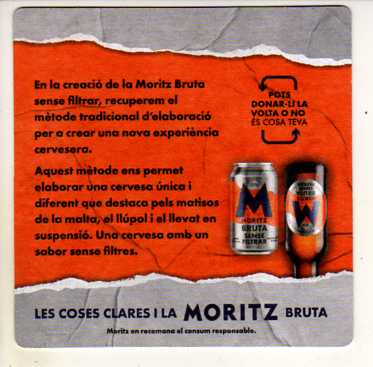 En la creació de la Moritz Bruta
sense filtrar, recuperem el
mètode tradicional d'elaboració
per a crear una nova experiència
cervesera.
Aquest mètode ens permet
elaborar una cervesa única i
diferent que destaca pels matisos
de la malta, el llúpol i el llevat en
suspensió. Una cervesa amb un
sabor sense filtres.
POTS
DONAR-LI LA
VOLTA O NO
ÉS COSA TEVA
M
MORITZ
BRUTA
SENSE
FILTRAR
LES COSES CLARES I LA MORITZ BRUTA
Moritz en recomana el consum responsable.